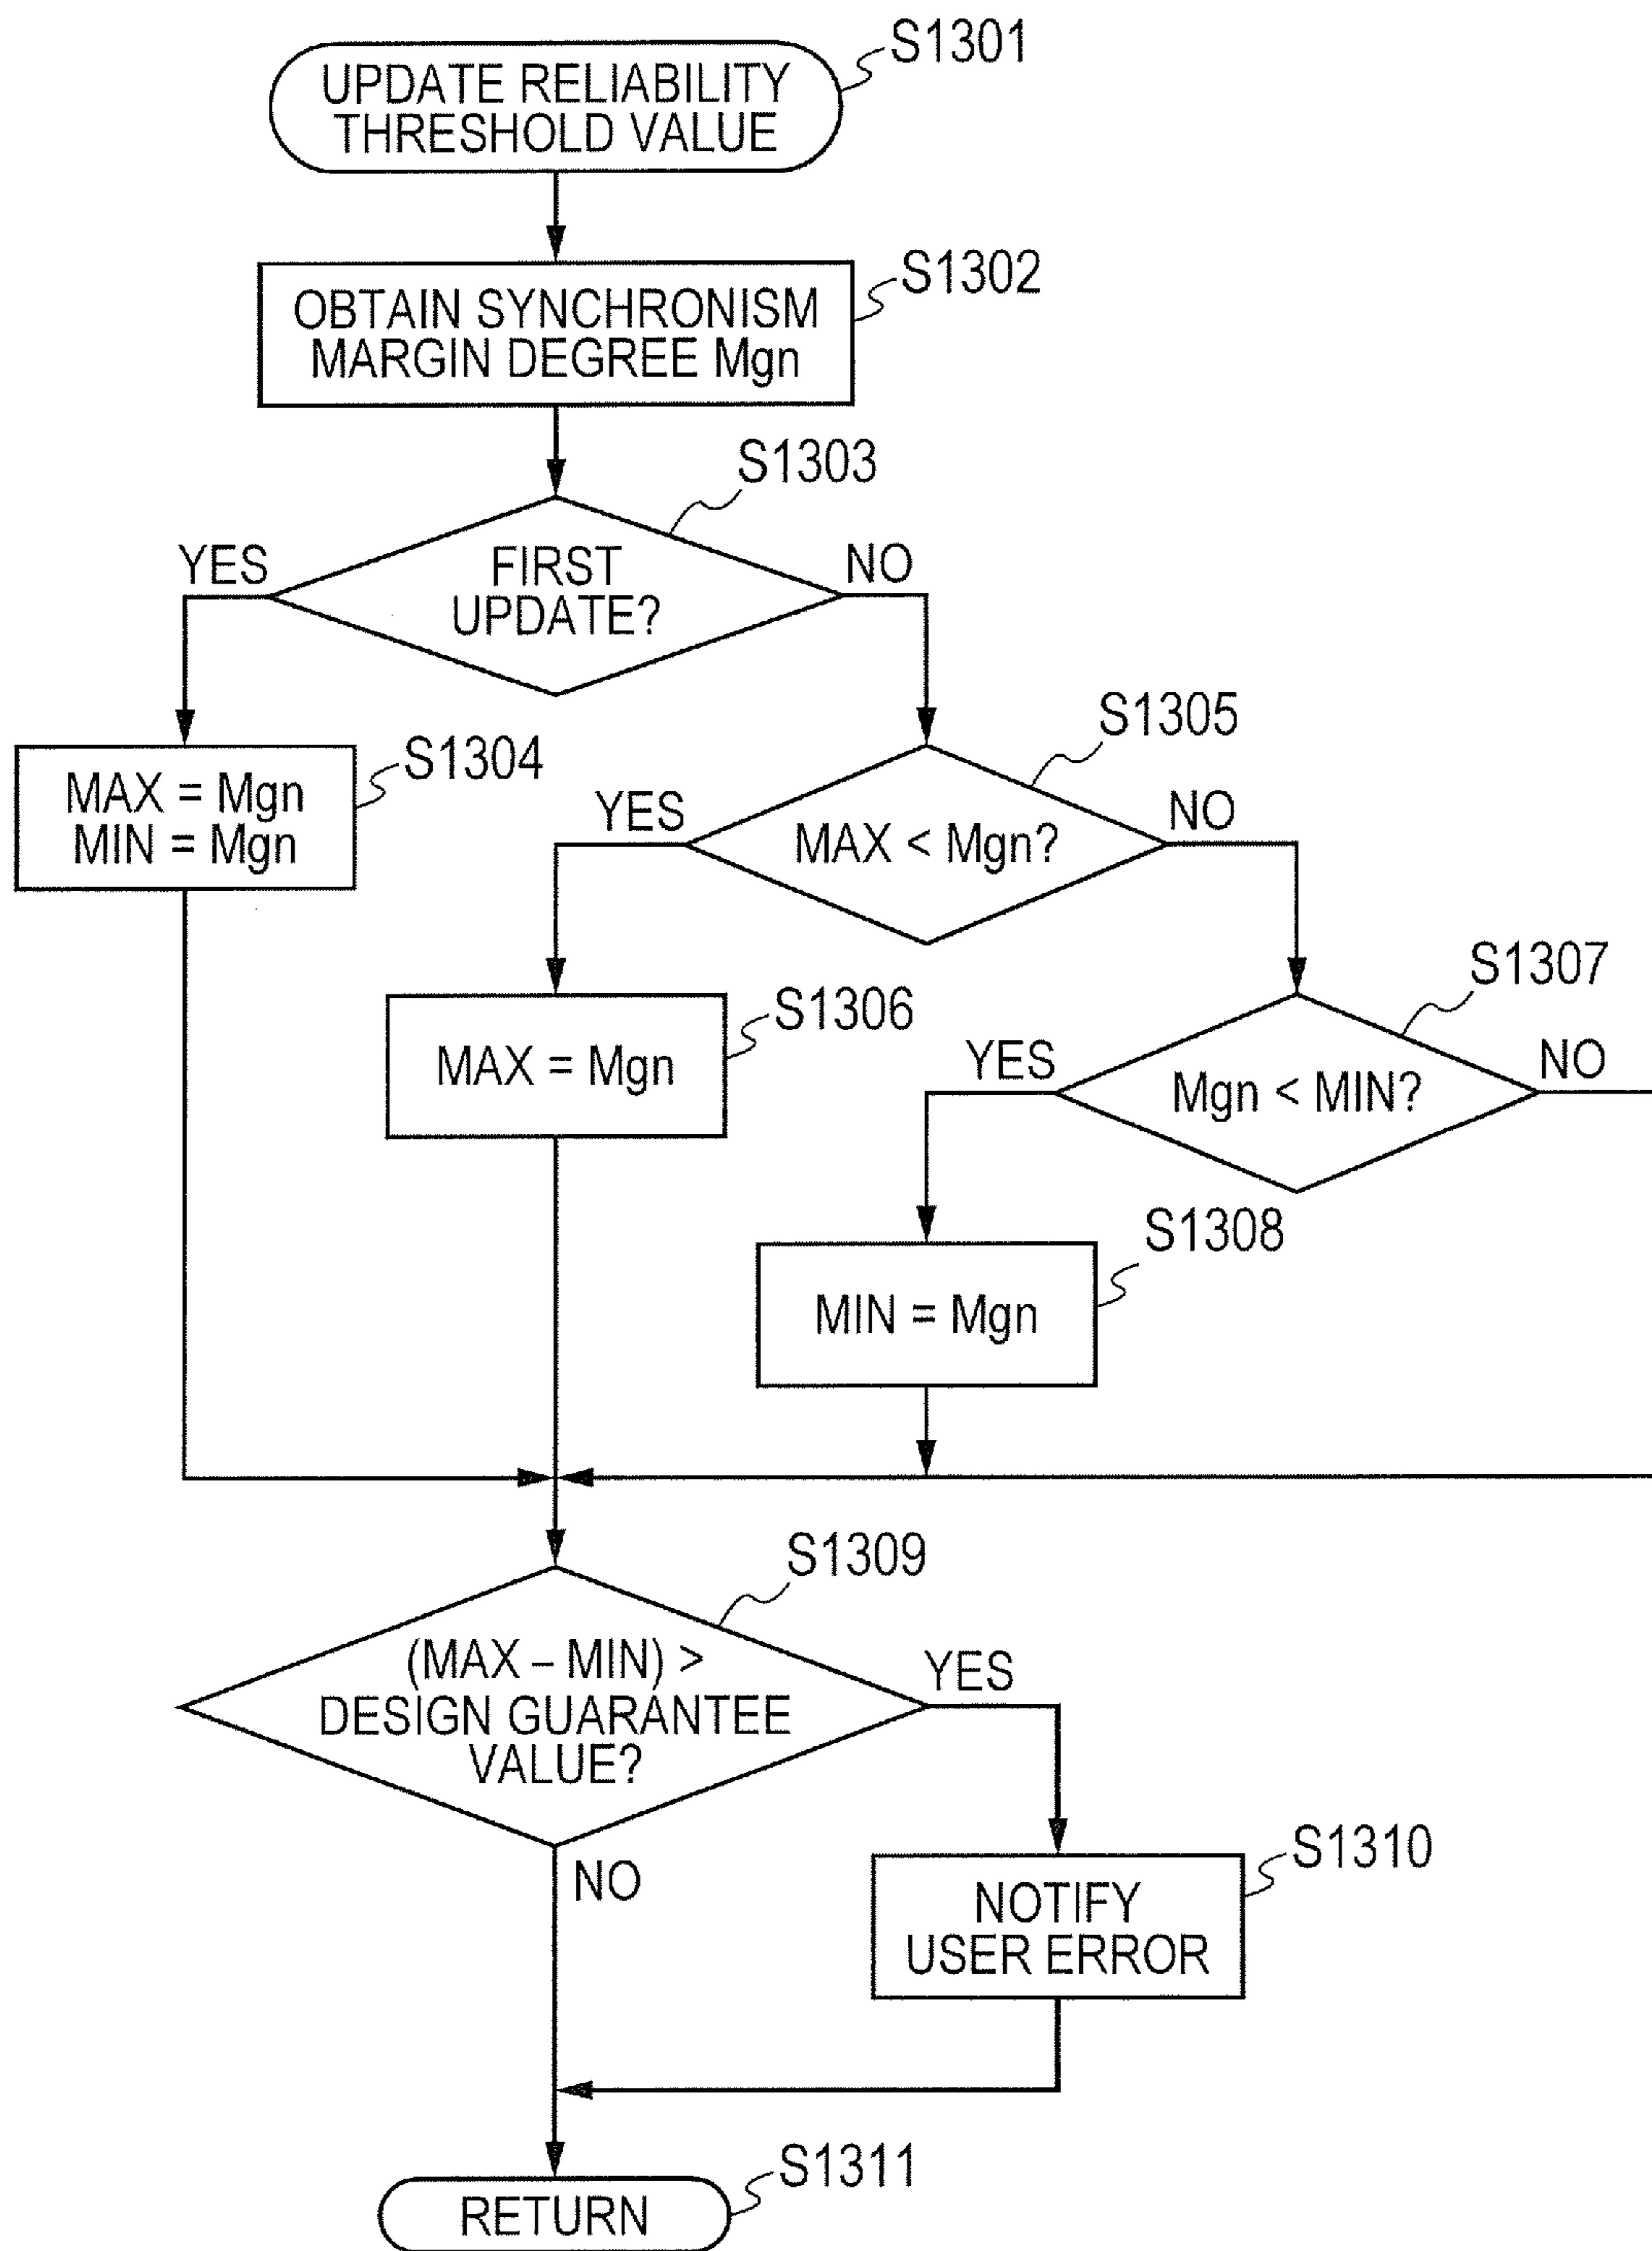 S1301
UPDATE RELIABILITY
THRESHOLD VALUE
S1302
OBTAIN SYNCHRONISM
MARGIN DEGREE Mgn
S1303
YES
FIRST
UPDATE?
NO
S1304
MAX = Mgn
MIN = Mgn
S1305
YES
MAX < Mgn?
NO
S1306
MAX = Mgn
S1307
YES
Mgn < MIN?
NO
S1308
MIN = Mgn
S1309
(MAX – MIN) >
DESIGN GUARANTEE
VALUE?
YES
NO
S1310
NOTIFY
USER ERROR
S1311
RETURN